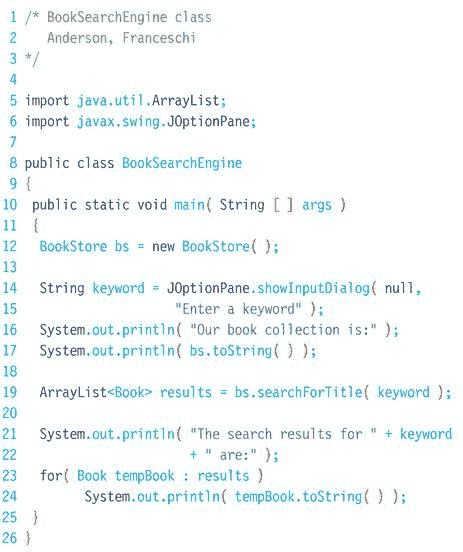 1 /* BookSearchEngine class
2    Anderson, Franceschi
3 */
4
5 import java.util.ArrayList;
6 import javax.swing.JOptionPane;
7
8 public class BookSearchEngine
9 {
10  public static void main( String [ ] args )
11  {
12   BookStore bs = new BookStore( );
13
14   String keyword = JOptionPane.showInputDialog( null,
15                     "Enter a keyword" );
16   System.out.println( "Our book collection is:" );
17   System.out.println( bs.toString( ) );
18
19   ArrayList<Book> results = bs.searchForTitle( keyword );
20
21   System.out.println( "The search results for " + keyword
22                       + " are:" );
23   for( Book tempBook : results )
24         System.out.println( tempBook.toString( ) );
25  }
26 }